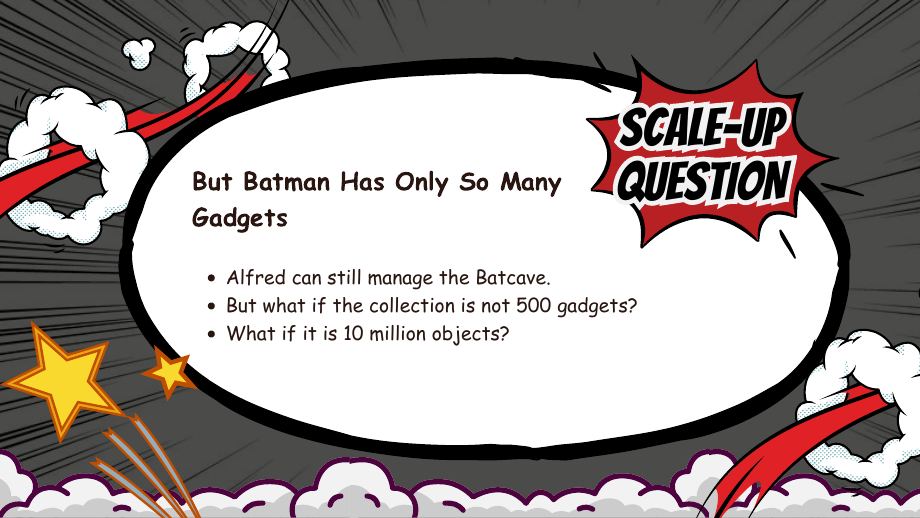 SCALE-UP
QUESTION
But Batman Has Only So Many
Gadgets
• Alfred can still manage the Batcave.
• But what if the collection is not 500 gadgets?
• What if it is 10 million objects?